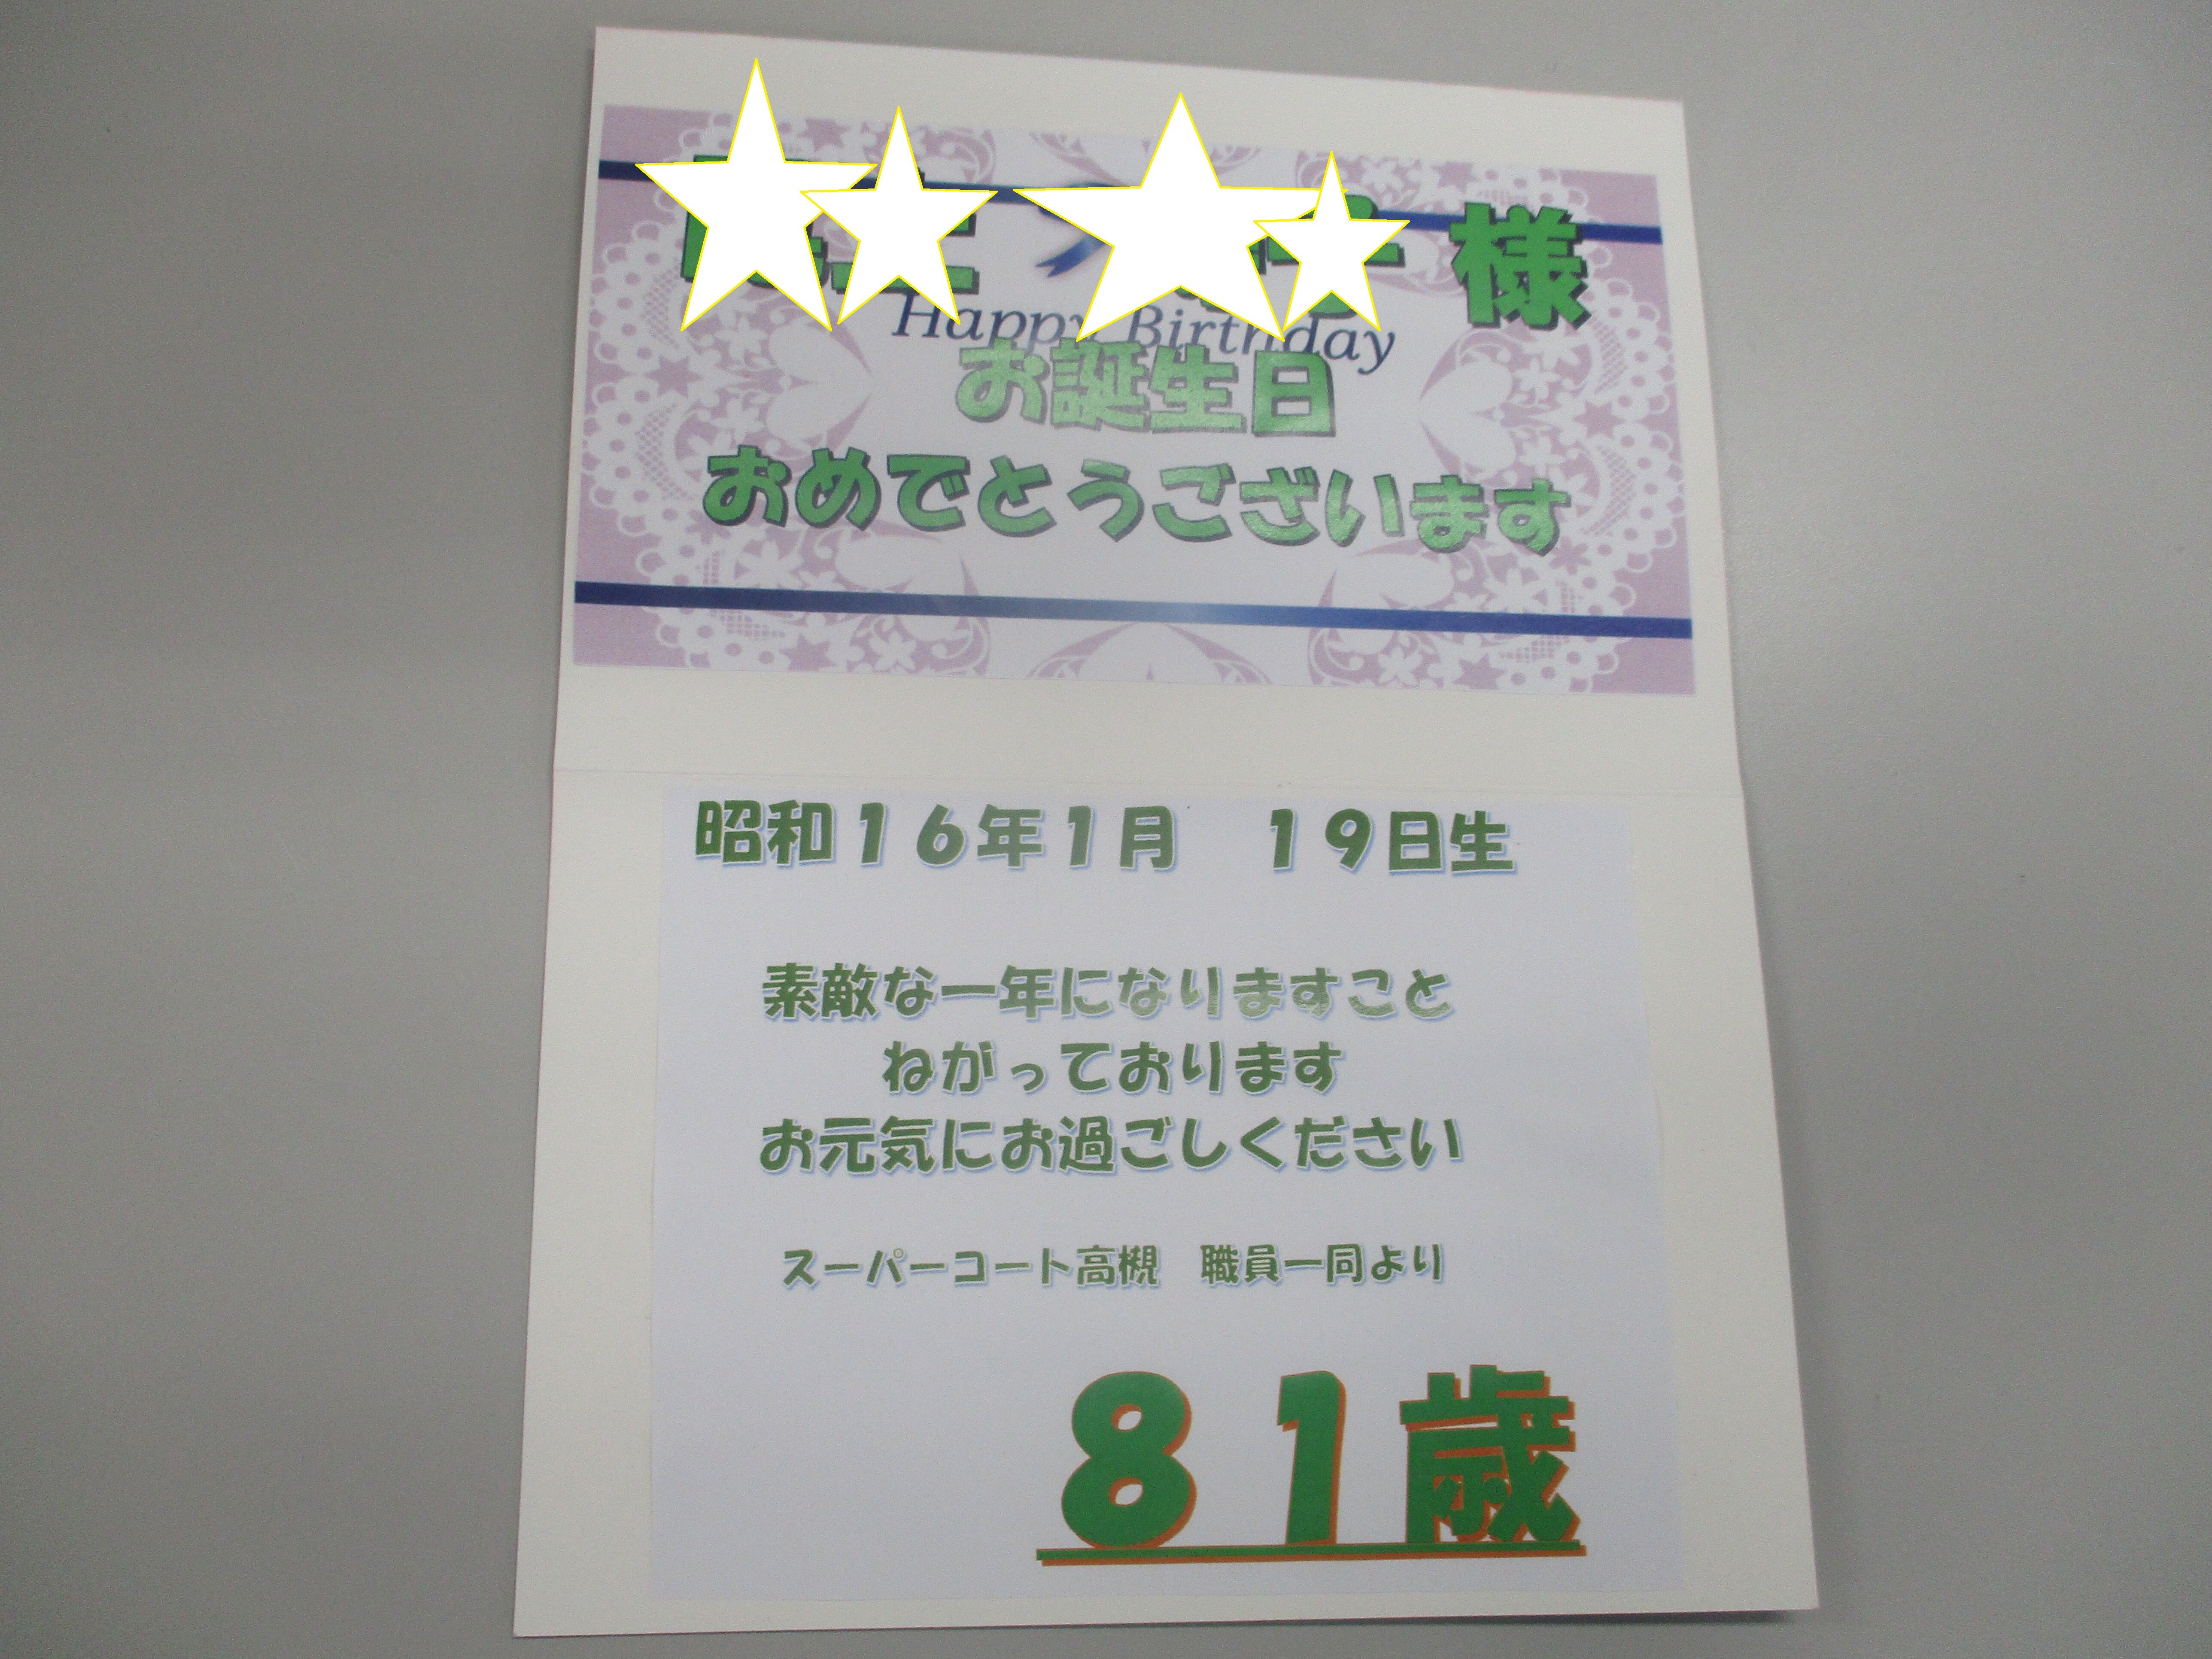 様
Happy Birthday
お誕生日
おめでとうございます
昭和１６年１月　１９日生
素敵な一年になりますこと
ねがっております
お元気にお過ごしください
スーパーコート高槻　職員一同より
８１歳